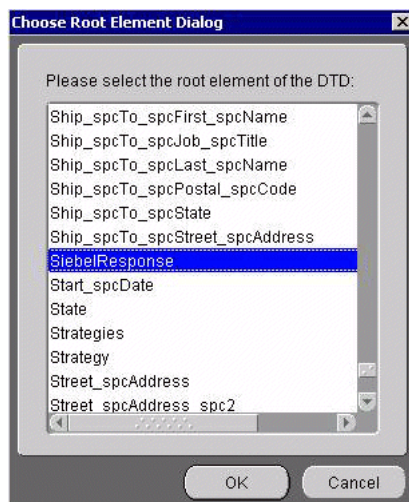 Choose Root Element Dialog
Please select the root element of the DTD:
Ship_spcTo_spcFirst_spcName
Ship_spcTo_spcJob_spcTitle
Ship_spcTo_spcLast_spcName
Ship_spcTo_spcPostal_spcCode
Ship_spcTo_spcState
Ship_spcTo_spcStreet_spcAddress
SiebelResponse
Start_spcDate
State
Strategies
Strategy
Street_spcAddress
Street_spcAddress_spc2
OK
Cancel